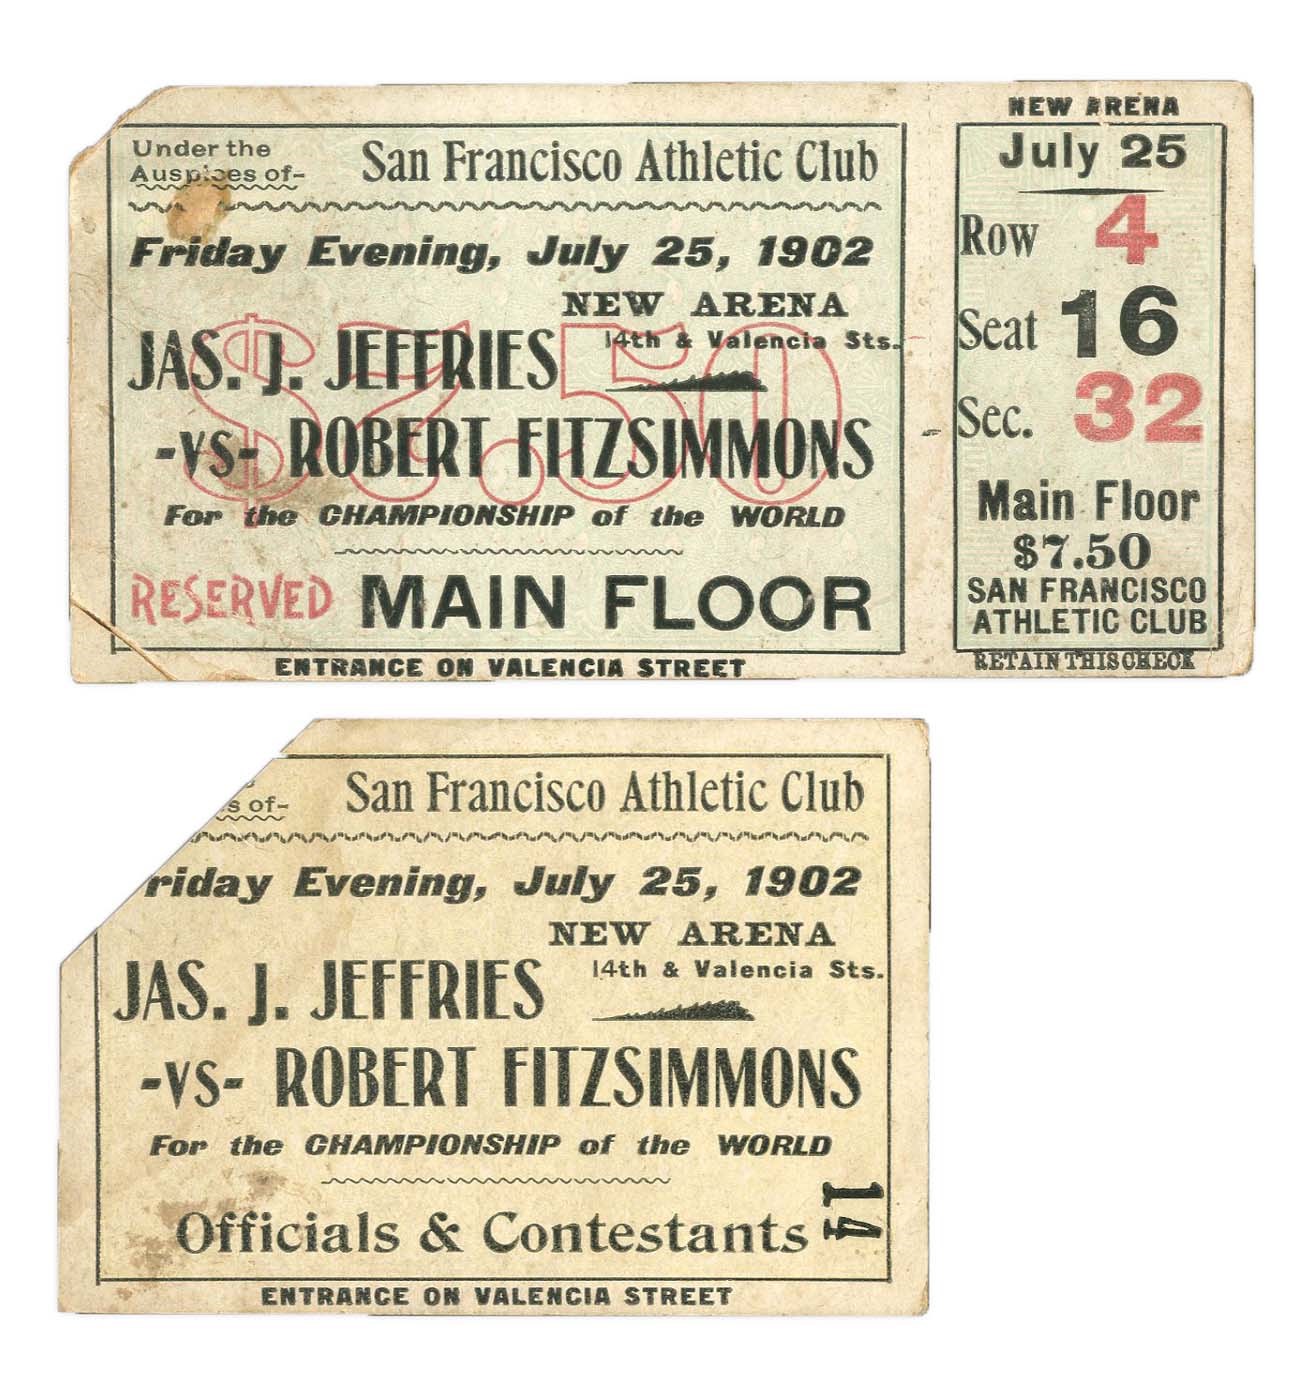 Under the
Auspices of-
San Francisco Athletic Club
Friday Evening, July 25, 1902
NEW ARENA
14th & Valencia Sts.
$7.50
JAS. J. JEFFRIES
-VS- ROBERT FITZSIMMONS
For the CHAMPIONSHIP of the WORLD
RESERVED MAIN FLOOR
ENTRANCE ON VALENCIA STREET
NEW ARENA
July 25
Row 4
Seat 16
Sec. 32
Main Floor
$7.50
SAN FRANCISCO
ATHLETIC CLUB
RETAIN THIS CHECK
s of-
San Francisco Athletic Club
riday Evening, July 25, 1902
NEW ARENA
14th & Valencia Sts.
JAS. J. JEFFRIES
-VS- ROBERT FITZSIMMONS
For the CHAMPIONSHIP of the WORLD
Officials & Contestants
14
ENTRANCE ON VALENCIA STREET